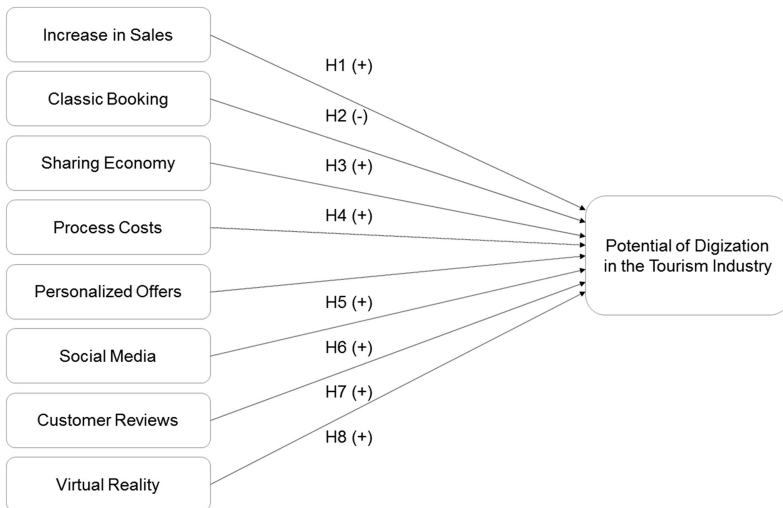 Increase in Sales
H1 (+)
Classic Booking
H2 (-)
Sharing Economy
H3 (+)
Process Costs
H4 (+)
Potential of Digization
in the Tourism Industry
Personalized Offers
H5 (+)
Social Media
H6 (+)
Customer Reviews
H7 (+)
Virtual Reality
H8 (+)